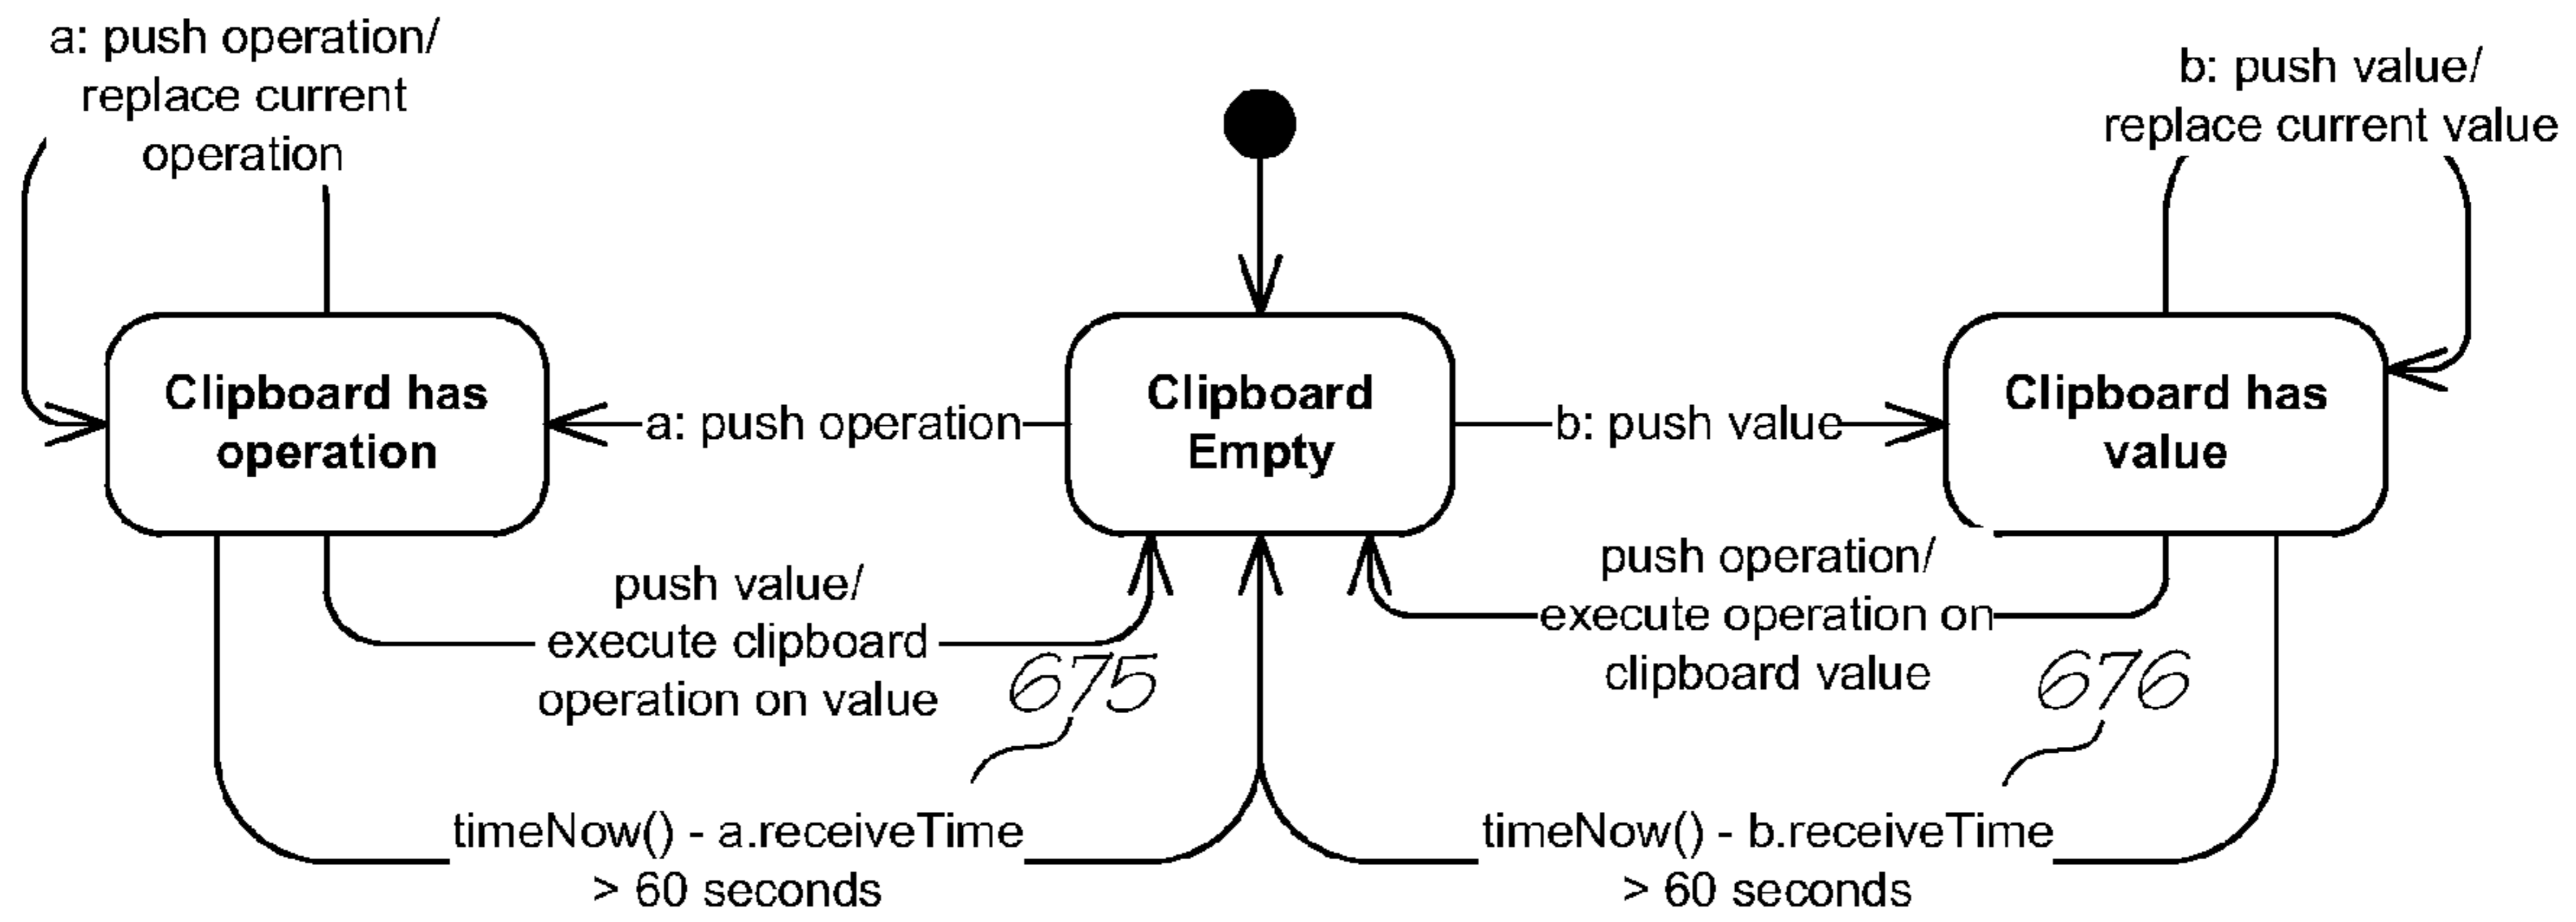 a: push operation/
replace current
operation
b: push value/
replace current value
Clipboard has
operation
a: push operation
Clipboard
Empty
b: push value
Clipboard has
value
push value/
execute clipboard
operation on value
675
push operation/
execute operation on
clipboard value
676
timeNow() - a.receiveTime
> 60 seconds
timeNow() - b.receiveTime
> 60 seconds